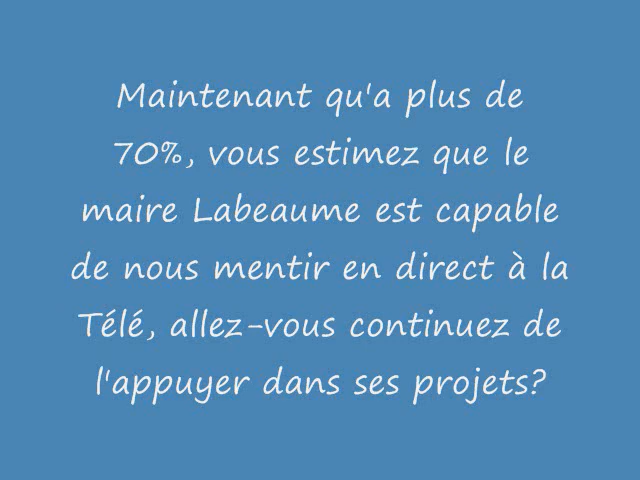 Maintenant qu'a plus de
70%, vous estimez que le
maire Labeaume est capable
de nous mentir en direct à la
Télé, allez-vous continuez de
l'appuyer dans ses projets?